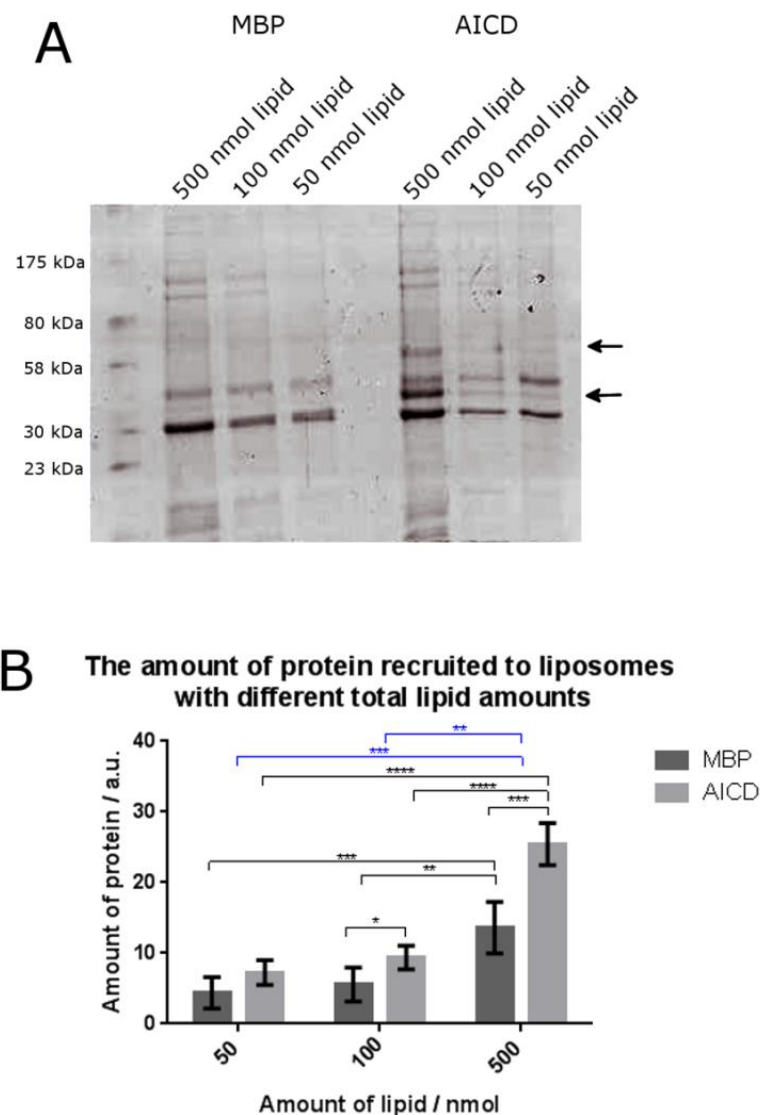 A
MBP AICD
500 nmol lipid 100 nmol lipid 50 nmol lipid 500 nmol lipid 100 nmol lipid 50 nmol lipid
175 kDa
80 kDa
58 kDa
30 kDa
23 kDa
B
The amount of protein recruited to liposomes
with different total lipid amounts
Amount of protein / a.u.
40
30
20
10
0
**
***
****
****
***
***
**
*
MBP
AICD
50 100 500
Amount of lipid / nmol